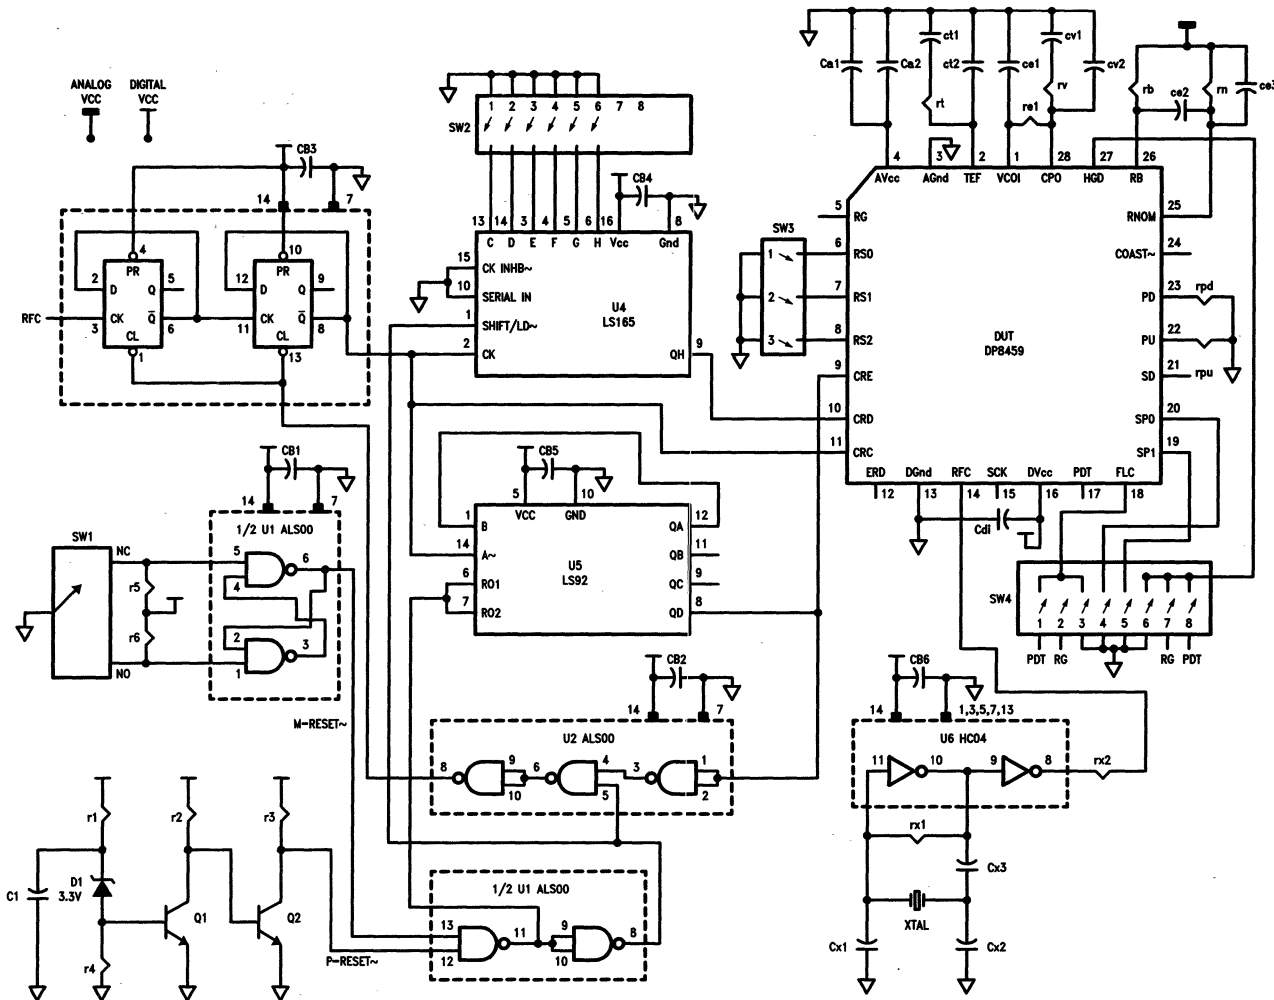 ANALOG VCC
DIGITAL VCC
CB3
14
7
4
PR
2
D
Q
5
RFC
3
CK
Q
6
CL
1
10
PR
12
D
Q
9
11
CK
Q
8
CL
13
1 2 3 4 5 6 7 8
SW2
CB4
13 14 3 4 5 6 16 8
C D E F G H Vcc Gnd
15
CK INHB~
10
SERIAL IN
1
SHIFT/LD~
2
CK
U4
LS165
QH
9
Ca1
Ca2
ct1
ct2
rt
ce1
re1
cv1
rv
cv2
rb
ce2
rn
ce3
4 3 2 1 28 27 26
AVcc AGnd TEF VCOI CPO HGD RB
5
RG
6
RS0
7
RS1
8
RS2
9
CRE
10
CRD
11
CRC
SW3
1
2
3
DUT
DP8459
25
RNOM
24
COAST~
23
PD
rpd
22
PU
21
SD
rpu
20
SP0
19
SP1
ERD DGnd RFC SCK DVcc PDT FLC
12 13 14 15 16 17 18
Cdi
SW4
1 2 3 4 5 6 7 8
PDT RG RG PDT
CB1
14
7
1/2 U1 ALS00
SW1
NC
NO
r5
r6
5
4
6
2
1
3
M-RESET~
CB5
5
VCC
10
GND
1
B
14
A~
6
RO1
7
RO2
U5
LS92
12
QA
11
QB
9
QC
8
QD
CB2
14
7
U2 ALS00
8
9
10
6
4
5
3
1
2
CB6
14
1,3,5,7,13
U6 HC04
11
10
9
8
rx2
rx1
Cx3
XTAL
Cx1
Cx2
r1
r2
r3
C1
D1
3.3V
r4
Q1
Q2
P-RESET~
1/2 U1 ALS00
13
12
11
9
10
8